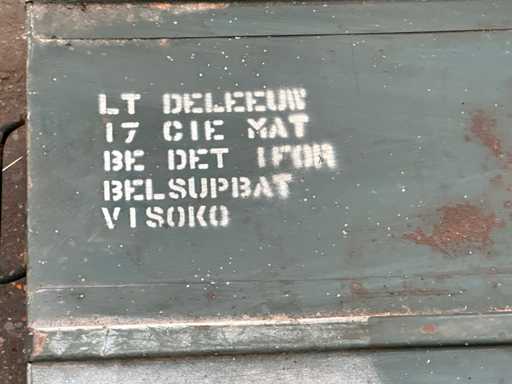 LT DELEEUW
17 CIE MAT
BE DET IFOR
BELSUPBAT
VISOKO